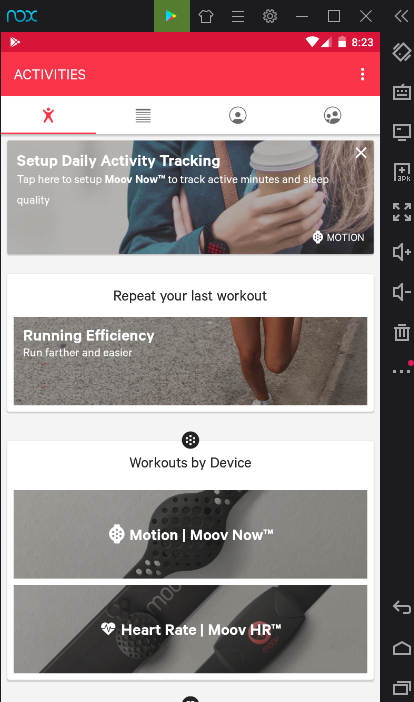 nox
8:23
ACTIVITIES
Setup Daily Activity Tracking
Tap here to setup Moov Now™ to track active minutes and sleep
quality
MOTION
Repeat your last workout
Running Efficiency
Run farther and easier
Workouts by Device
Motion | Moov Now™
moov
Heart Rate | Moov HR™